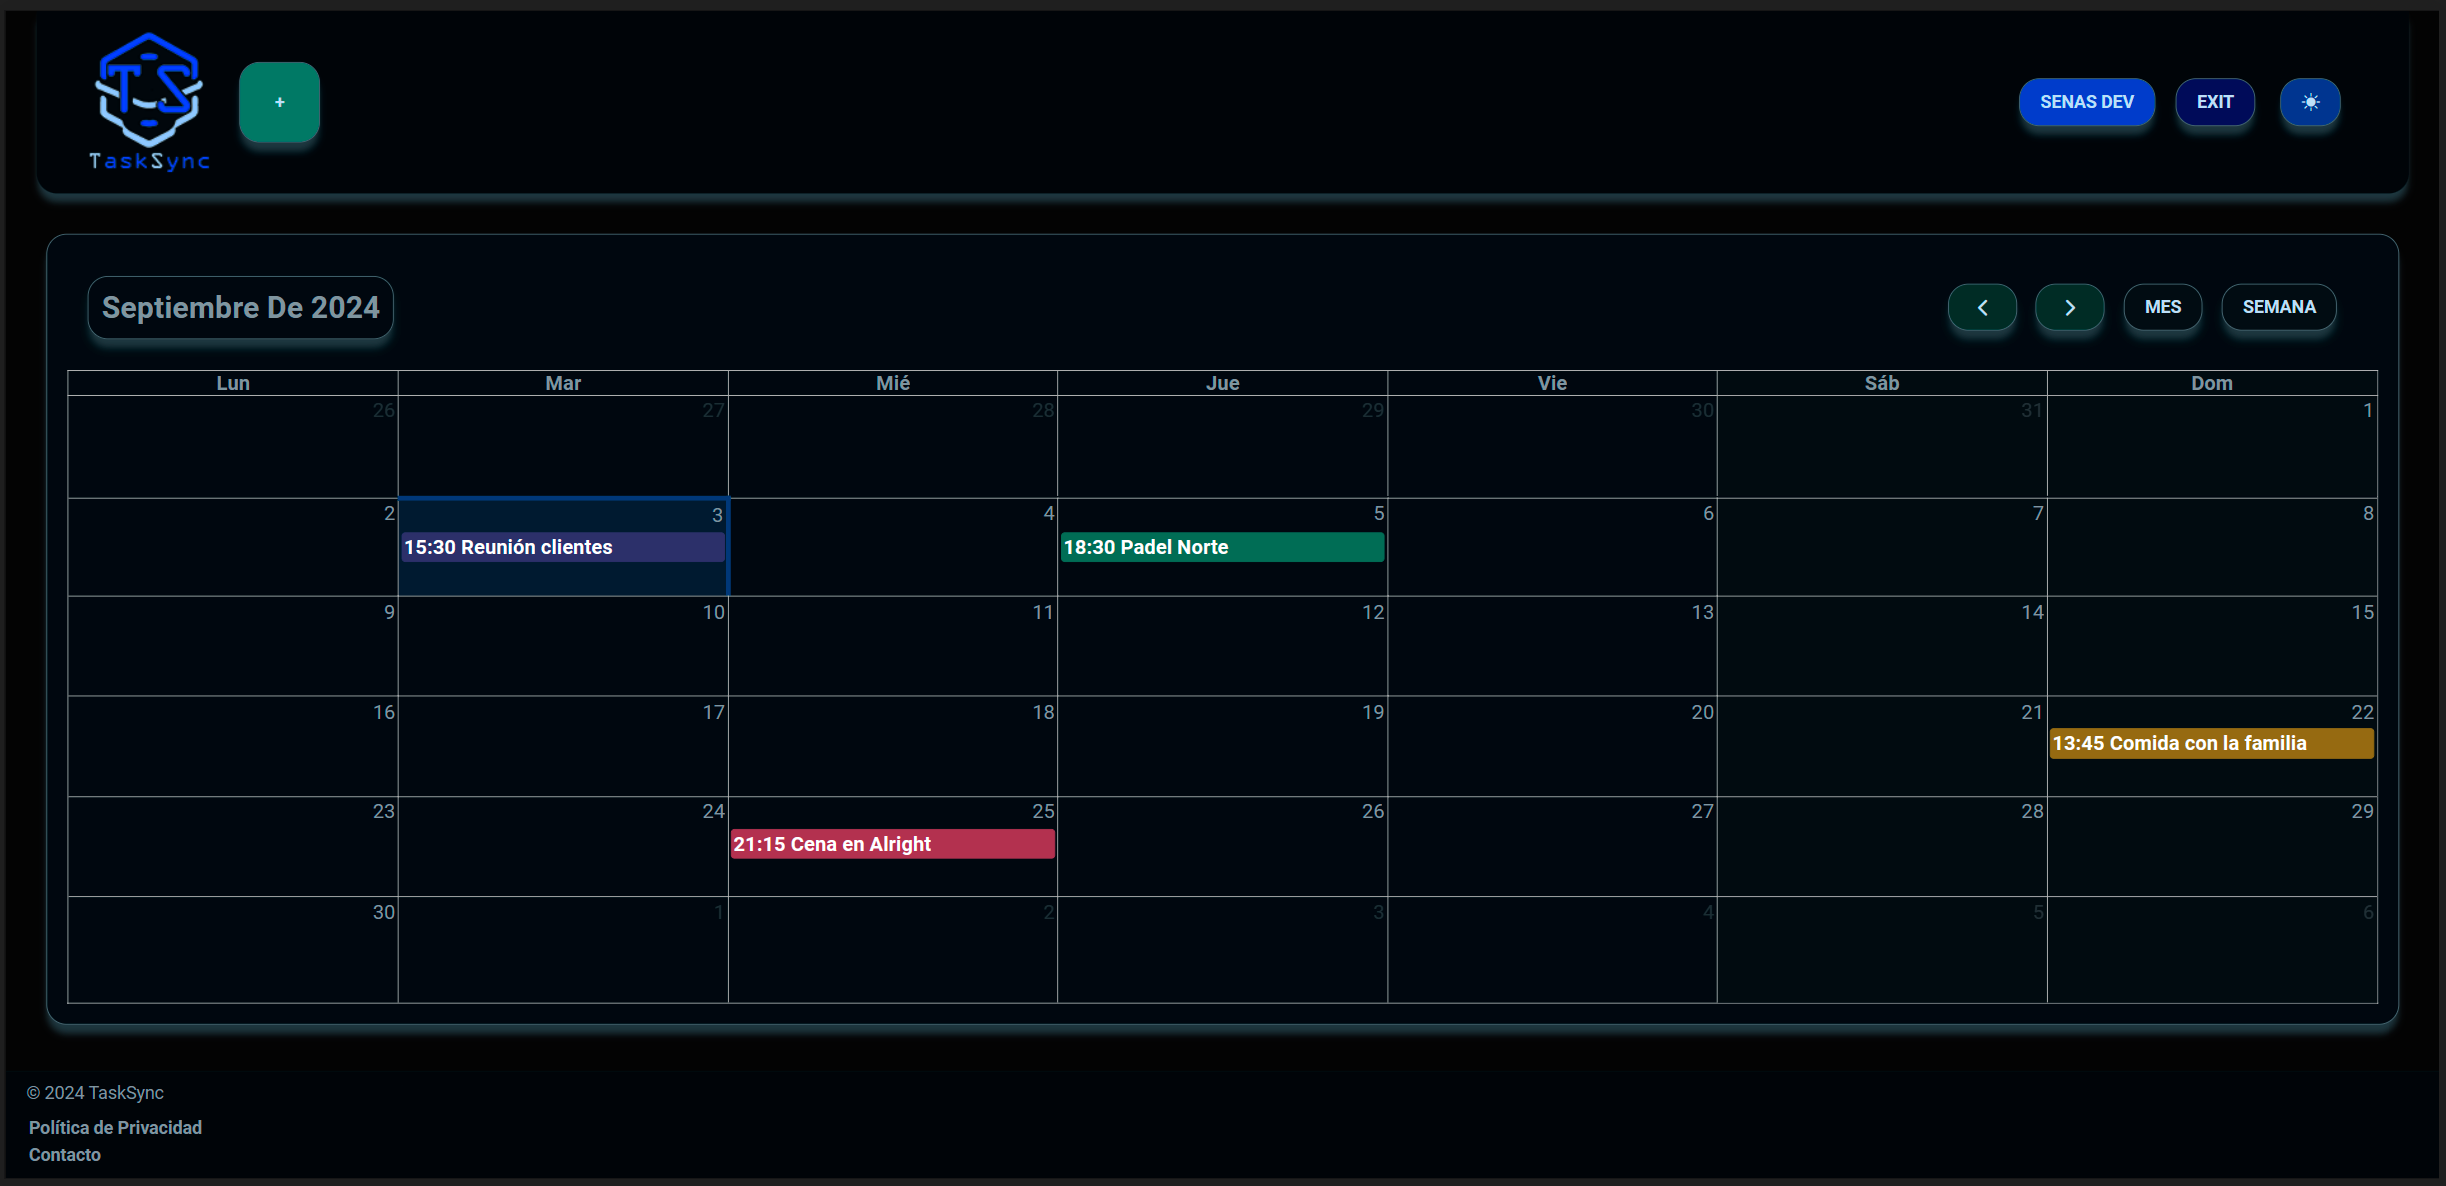 TS
TaskSync
+
SENAS DEV EXIT
Septiembre De 2024
MES SEMANA
Lun Mar Mié Jue Vie Sáb Dom
26 27 28 29 30 31 1
2 3 4 5 6 7 8
15:30 Reunión clientes 18:30 Padel Norte
9 10 11 12 13 14 15
16 17 18 19 20 21 22
13:45 Comida con la familia
23 24 25 26 27 28 29
21:15 Cena en Alright
30 1 2 3 4 5 6
© 2024 TaskSync
Política de Privacidad
Contacto